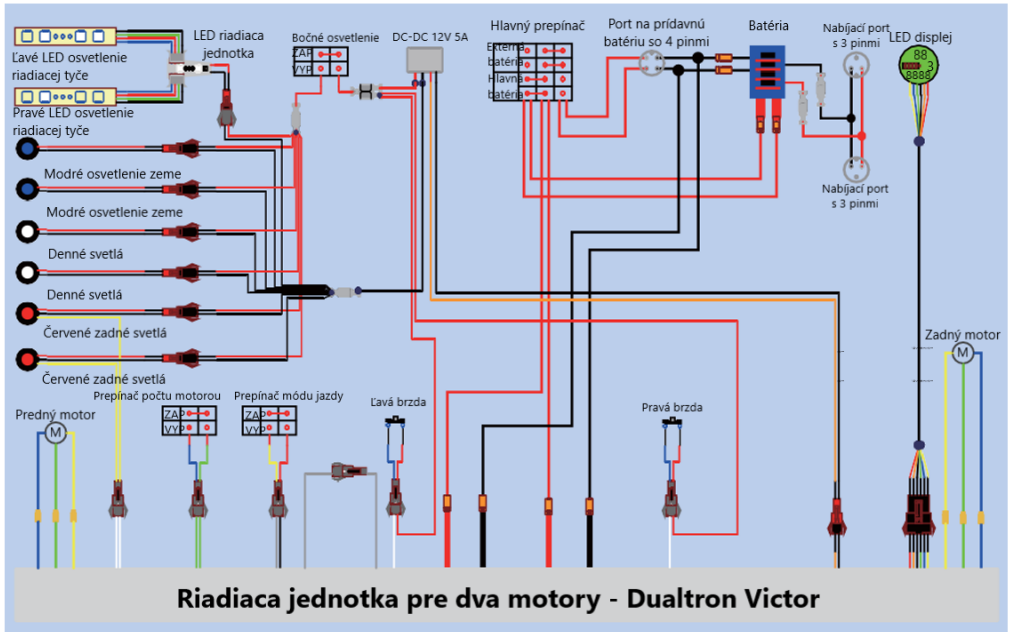 Ľavé LED osvetlenie
riadiacej tyče
Pravé LED osvetlenie
riadiacej tyče
LED riadiaca
jednotka
Bočné osvetlenie
ZAP
VYP
DC-DC 12V 5A
Hlavný prepínač
Externá
batéria
Hlavná
batéria
Port na prídavnú
batériu so 4 pinmi
Batéria
Nabíjací port
s 3 pinmi
LED displej
88
3
8888
Nabíjací port
s 3 pinmi
Modré osvetlenie zeme
Modré osvetlenie zeme
Denné svetlá
Denné svetlá
Červené zadné svetlá
Červené zadné svetlá
Predný motor
M
Prepínač počtu motorou
ZAP
VYP
Prepínač módu jazdy
ZAP
VYP
Ľavá brzda
Pravá brzda
Zadný motor
M
Riadiaca jednotka pre dva motory - Dualtron Victor